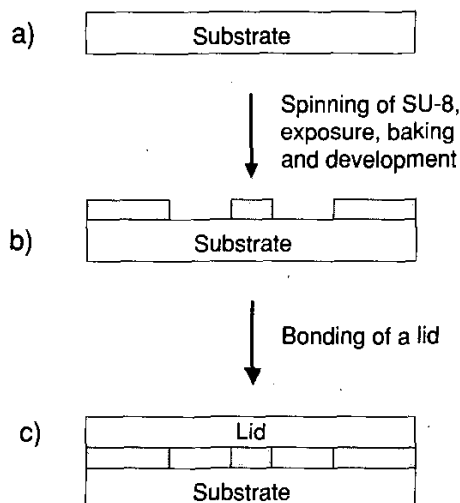 a)
Substrate
Spinning of SU-8,
exposure, baking
and development
b)
Substrate
Bonding of a lid
c)
Lid
Substrate